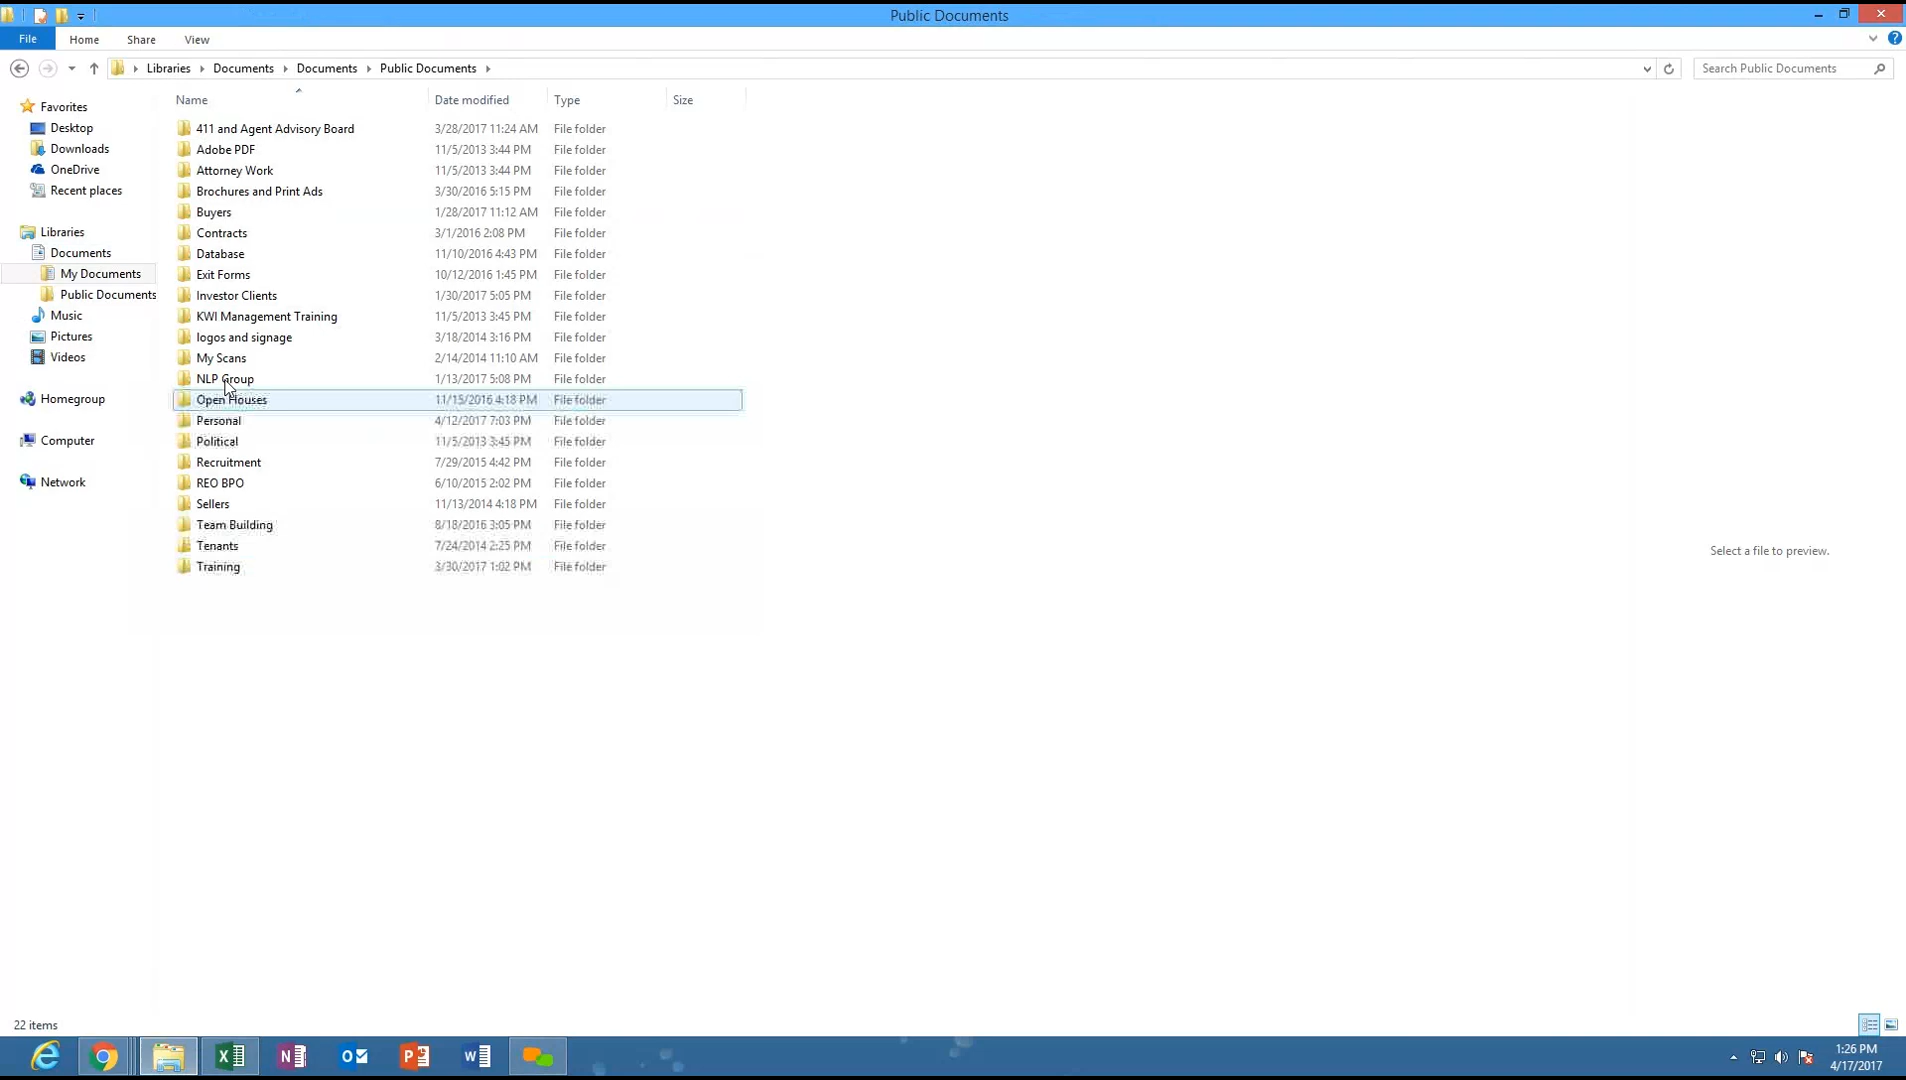 Public Documents
File Home Share View
Libraries Documents Documents Public Documents
Search Public Documents
Name Date modified Type Size
Favorites
Desktop
Downloads
OneDrive
Recent places
Libraries
Documents
My Documents
Public Documents
Music
Pictures
Videos
Homegroup
Computer
Network
411 and Agent Advisory Board 3/28/2017 11:24 AM File folder
Adobe PDF 11/5/2013 3:44 PM File folder
Attorney Work 11/5/2013 3:44 PM File folder
Brochures and Print Ads 3/30/2016 5:15 PM File folder
Buyers 1/28/2017 11:12 AM File folder
Contracts 3/1/2016 2:08 PM File folder
Database 11/10/2016 4:43 PM File folder
Exit Forms 10/12/2016 1:45 PM File folder
Investor Clients 1/30/2017 5:05 PM File folder
KWI Management Training 11/5/2013 3:45 PM File folder
logos and signage 3/18/2014 3:16 PM File folder
My Scans 2/14/2014 11:10 AM File folder
NLP Group 1/13/2017 5:08 PM File folder
Open Houses 11/15/2016 4:18 PM File folder
Personal 4/12/2017 7:03 PM File folder
Political 11/5/2013 3:45 PM File folder
Recruitment 7/29/2015 4:42 PM File folder
REO BPO 6/10/2015 2:02 PM File folder
Sellers 11/13/2014 4:18 PM File folder
Team Building 8/18/2016 3:05 PM File folder
Tenants 7/24/2014 2:25 PM File folder
Training 3/30/2017 1:02 PM File folder
Select a file to preview.
22 items
1:26 PM
4/17/2017